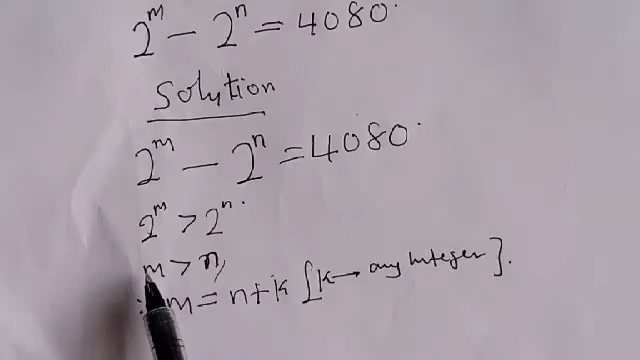 2^m - 2^n = 4080.
Solution
2^m - 2^n = 4080.
2^m > 2^n.
m > n,
∴ m = n+k [k → any Integer].